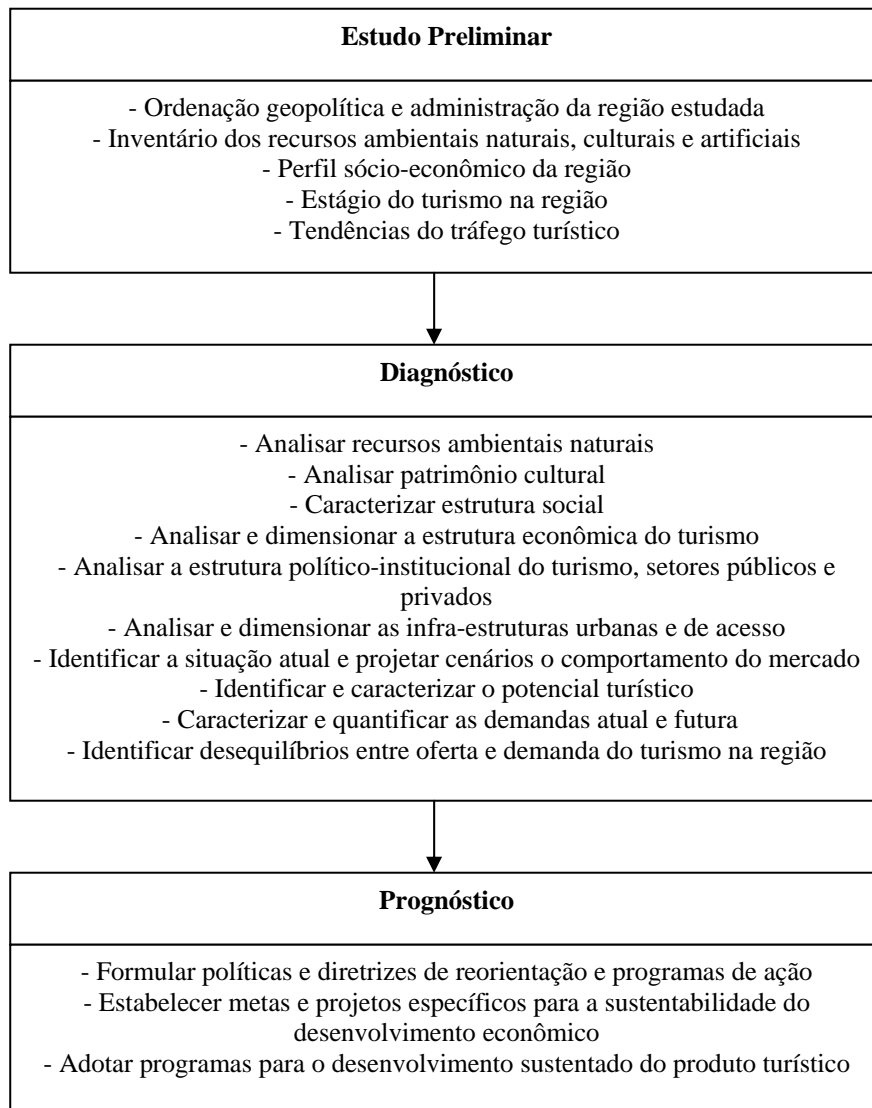 Estudo Preliminar
- Ordenação geopolítica e administração da região estudada
- Inventário dos recursos ambientais naturais, culturais e artificiais
- Perfil sócio-econômico da região
- Estágio do turismo na região
- Tendências do tráfego turístico
Diagnóstico
- Analisar recursos ambientais naturais
- Analisar patrimônio cultural
- Caracterizar estrutura social
- Analisar e dimensionar a estrutura econômica do turismo
- Analisar a estrutura político-institucional do turismo, setores públicos e
privados
- Analisar e dimensionar as infra-estruturas urbanas e de acesso
- Identificar a situação atual e projetar cenários o comportamento do mercado
- Identificar e caracterizar o potencial turístico
- Caracterizar e quantificar as demandas atual e futura
- Identificar desequilíbrios entre oferta e demanda do turismo na região
Prognóstico
- Formular políticas e diretrizes de reorientação e programas de ação
- Estabelecer metas e projetos específicos para a sustentabilidade do
desenvolvimento econômico
- Adotar programas para o desenvolvimento sustentado do produto turístico